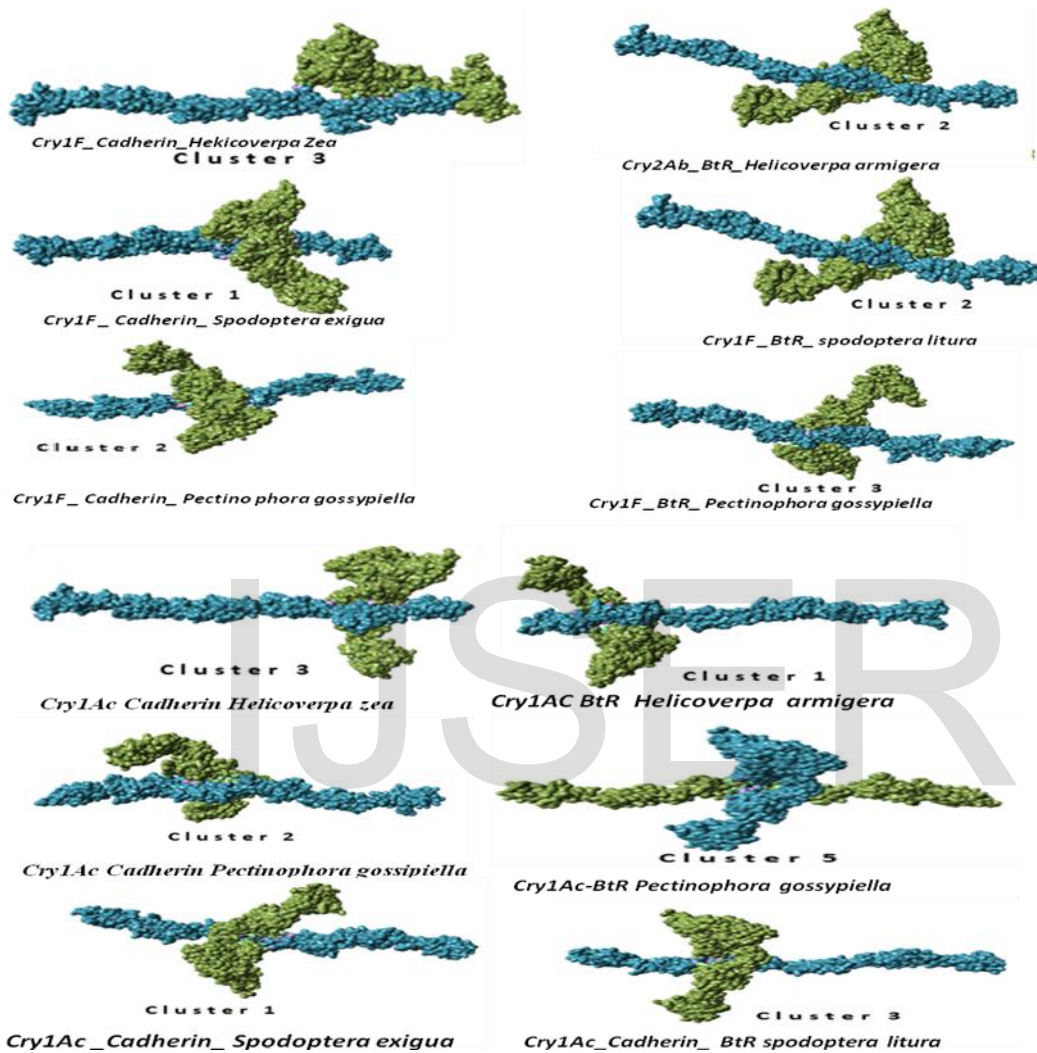 Cry1F_Cadherin_Hekicoverpa Zea
Cluster 3
Cluster 2
Cry2Ab_BtR_Helicoverpa armigera
Cluster 1
Cry1F_ Cadherin_ Spodoptera exigua
Cluster 2
Cry1F_BtR_ spodoptera litura
Cluster 2
Cry1F_ Cadherin_ Pectino phora gossypiella
Cluster 3
Cry1F_BtR_ Pectinophora gossypiella
Cluster 3
Cry1Ac Cadherin Helicoverpa zea
Cluster 1
Cry1AC BtR Helicoverpa armigera
IJSER
Cluster 2
Cry1Ac Cadherin Pectinophora gossipiella
Cluster 5
Cry1Ac-BtR Pectinophora gossypiella
Cluster 1
Cry1Ac _Cadherin_ Spodoptera exigua
Cluster 3
Cry1Ac_Cadherin_ BtR spodoptera litura